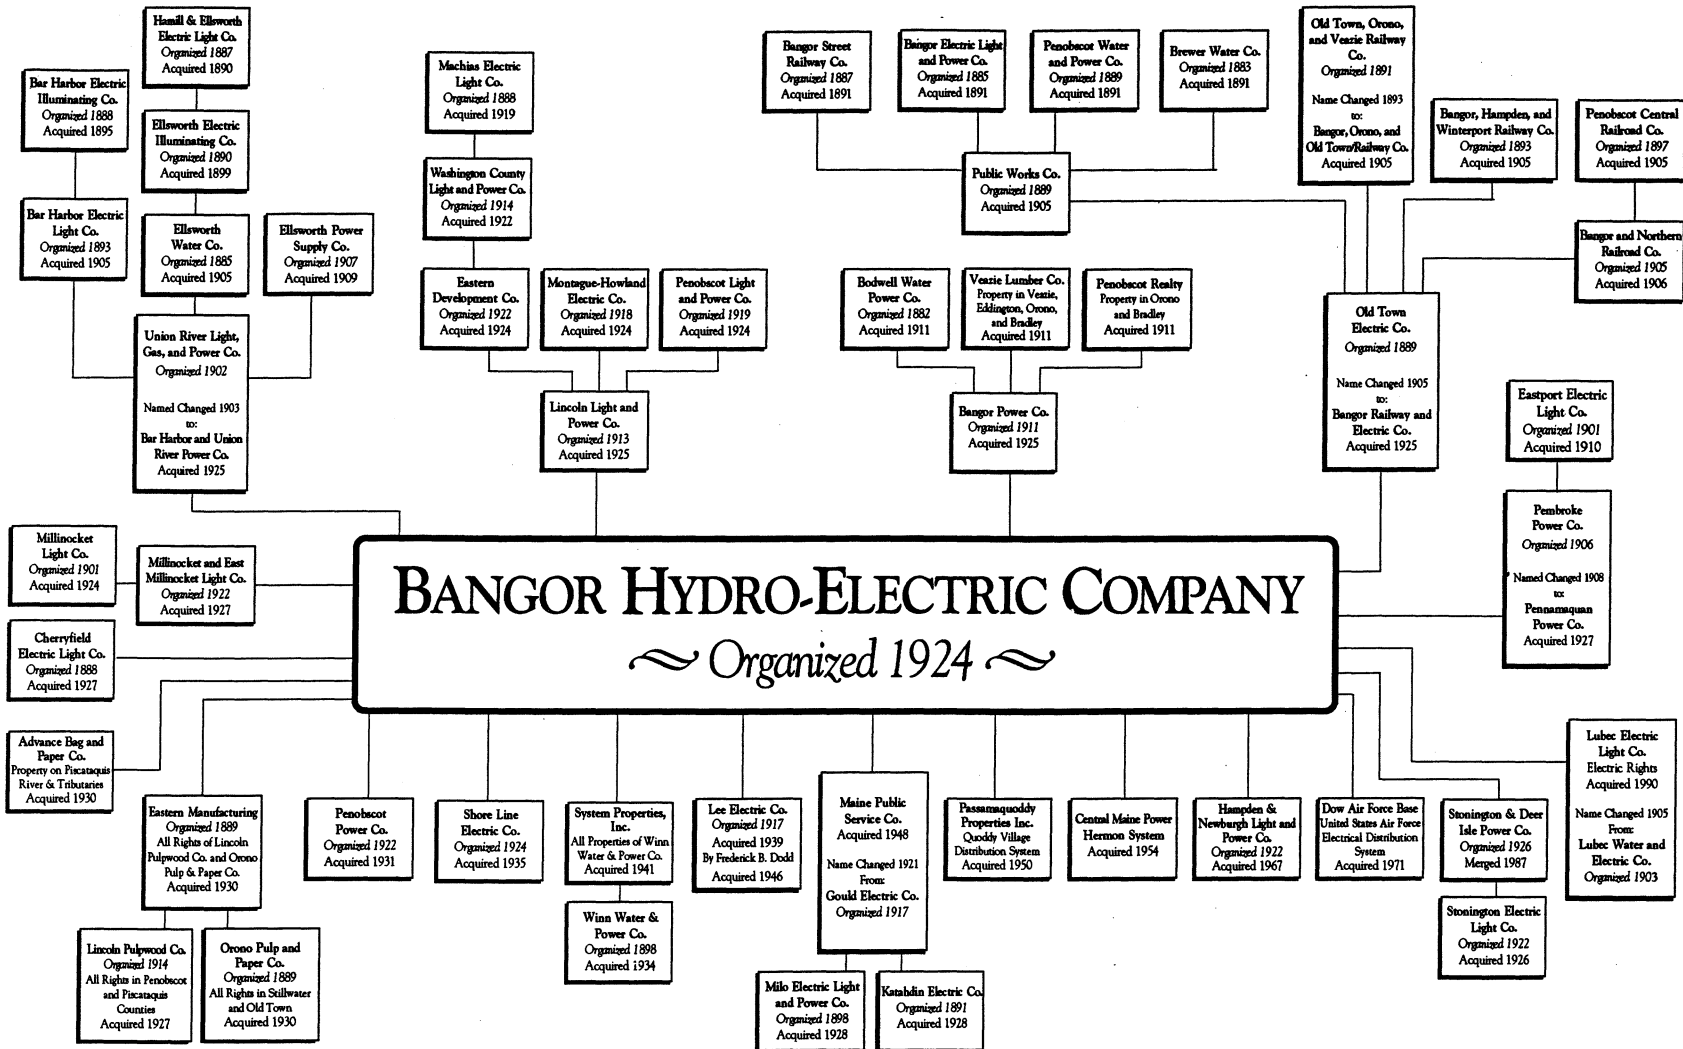 Hamill & Ellsworth
Electric Light Co.
Organized 1887
Acquired 1890
Bar Harbor Electric
Illuminating Co.
Organized 1888
Acquired 1895
Ellsworth Electric
Illuminating Co.
Organized 1890
Acquired 1899
Bar Harbor Electric
Light Co.
Organized 1893
Acquired 1905
Ellsworth
Water Co.
Organized 1885
Acquired 1905
Ellsworth Power
Supply Co.
Organized 1907
Acquired 1909
Union River Light,
Gas, and Power Co.
Organized 1902
Named Changed 1903
to:
Bar Harbor and Union
River Power Co.
Acquired 1925
Machias Electric
Light Co.
Organized 1888
Acquired 1919
Washington County
Light and Power Co.
Organized 1914
Acquired 1922
Eastern
Development Co.
Organized 1922
Acquired 1924
Montague-Howland
Electric Co.
Organized 1918
Acquired 1924
Penobscot Light
and Power Co.
Organized 1919
Acquired 1924
Lincoln Light and
Power Co.
Organized 1913
Acquired 1925
Bangor Street
Railway Co.
Organized 1887
Acquired 1891
Bangor Electric Light
and Power Co.
Organized 1885
Acquired 1891
Penobscot Water
and Power Co.
Organized 1889
Acquired 1891
Brewer Water Co.
Organized 1883
Acquired 1891
Public Works Co.
Organized 1889
Acquired 1905
Bodwell Water
Power Co.
Organized 1882
Acquired 1911
Veazie Lumber Co.
Property in Veazie,
Eddington, Orono,
and Bradley
Acquired 1911
Penobscot Realty
Property in Orono
and Bradley
Acquired 1911
Bangor Power Co.
Organized 1911
Acquired 1925
Old Town, Orono,
and Veazie Railway
Co.
Organized 1891
Name Changed 1893
to:
Bangor, Orono, and
Old Town/Railway Co.
Acquired 1905
Bangor, Hampden, and
Winterport Railway Co.
Organized 1893
Acquired 1905
Penobscot Central
Railroad Co.
Organized 1897
Acquired 1905
Bangor and Northern
Railroad Co.
Organized 1905
Acquired 1906
Old Town
Electric Co.
Organized 1889
Name Changed 1905
to:
Bangor Railway and
Electric Co.
Acquired 1925
Eastport Electric
Light Co.
Organized 1901
Acquired 1910
Pembroke
Power Co.
Organized 1906
Named Changed 1908
to:
Pennamaquan
Power Co.
Acquired 1927
Millinocket
Light Co.
Organized 1901
Acquired 1924
Millinocket and East
Millinocket Light Co.
Organized 1922
Acquired 1927
BANGOR HYDRO-ELECTRIC COMPANY
Organized 1924
Cherryfield
Electric Light Co.
Organized 1888
Acquired 1927
Advance Bag and
Paper Co.
Property on Piscataquis
River & Tributaries
Acquired 1930
Eastern Manufacturing
Organized 1889
All Rights of Lincoln
Pulpwood Co. and Orono
Pulp & Paper Co.
Acquired 1930
Lincoln Pulpwood Co.
Organized 1914
All Rights in Penobscot
and Piscataquis
Counties
Acquired 1927
Orono Pulp and
Paper Co.
Organized 1889
All Rights in Stillwater
and Old Town
Acquired 1930
Penobscot
Power Co.
Organized 1922
Acquired 1931
Shore Line
Electric Co.
Organized 1924
Acquired 1935
System Properties,
Inc.
All Properties of Winn
Water & Power Co.
Acquired 1941
Winn Water &
Power Co.
Organized 1898
Acquired 1934
Lee Electric Co.
Organized 1917
Acquired 1939
By Frederick B. Dodd
Acquired 1946
Maine Public
Service Co.
Acquired 1948
Name Changed 1921
From:
Gould Electric Co.
Organized 1917
Milo Electric Light
and Power Co.
Organized 1898
Acquired 1928
Katahdin Electric Co.
Organized 1891
Acquired 1928
Passamaquoddy
Properties Inc.
Quoddy Village
Distribution System
Acquired 1950
Central Maine Power
Hermon System
Acquired 1954
Hampden &
Newburgh Light and
Power Co.
Organized 1922
Acquired 1967
Dow Air Force Base
United States Air Force
Electrical Distribution
System
Acquired 1971
Stonington & Deer
Isle Power Co.
Organized 1926
Merged 1987
Stonington Electric
Light Co.
Organized 1922
Acquired 1926
Lubec Electric
Light Co.
Electric Rights
Acquired 1990
Name Changed 1905
From:
Lubec Water and
Electric Co.
Organized 1903